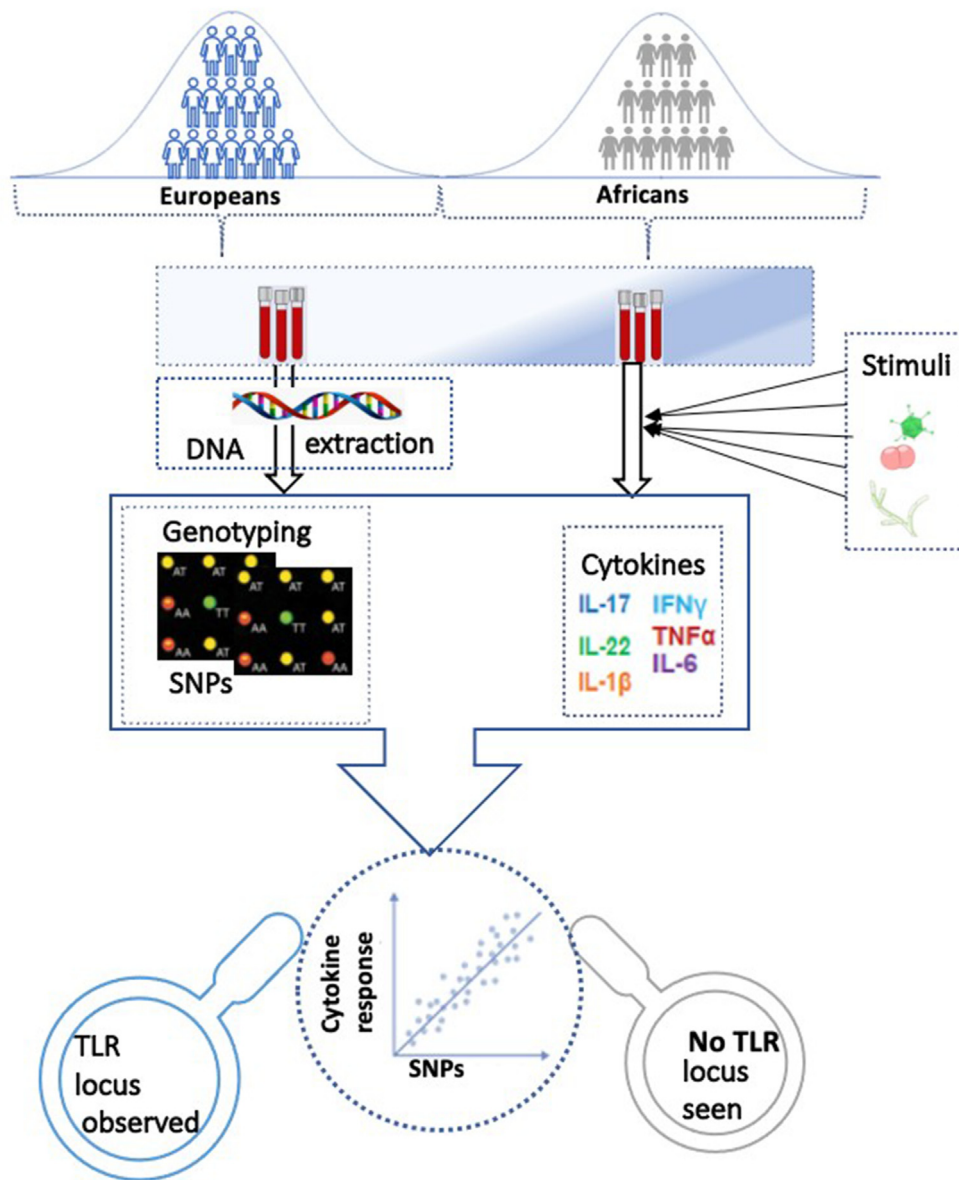 Europeans
Africans
Stimuli
DNA extraction
Genotyping
AT AT
AT AT AT
AA TT
AA TT AT
AA AT
AA AT AA
SNPs
Cytokines
IL-17 IFNγ
IL-22 TNFα
IL-1β IL-6
Cytokine
response
SNPs
TLR
locus
observed
No TLR
locus
seen